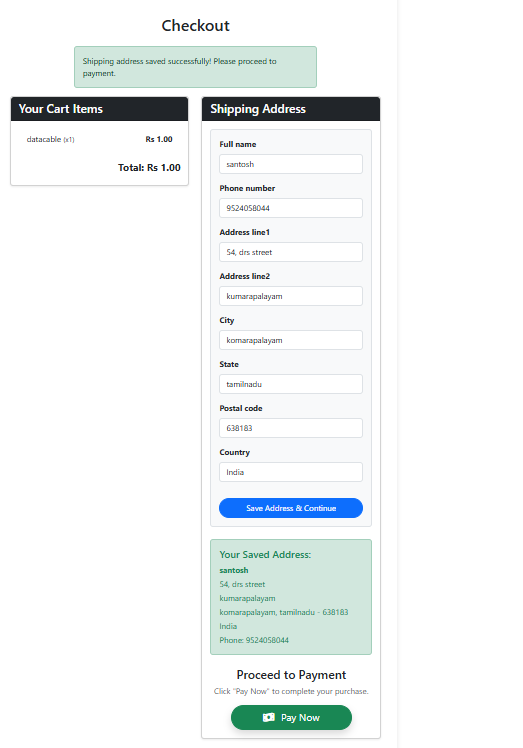 Checkout
Shipping address saved successfully! Please proceed to
payment.
Your Cart Items
datacable (x1) Rs 1.00
Total: Rs 1.00
Shipping Address
Full name
santosh
Phone number
9524058044
Address line1
54, drs street
Address line2
kumarapalayam
City
komarapalayam
State
tamilnadu
Postal code
638183
Country
India
Save Address & Continue
Your Saved Address:
santosh
54, drs street
kumarapalayam
komarapalayam, tamilnadu - 638183
India
Phone: 9524058044
Proceed to Payment
Click "Pay Now" to complete your purchase.
Pay Now